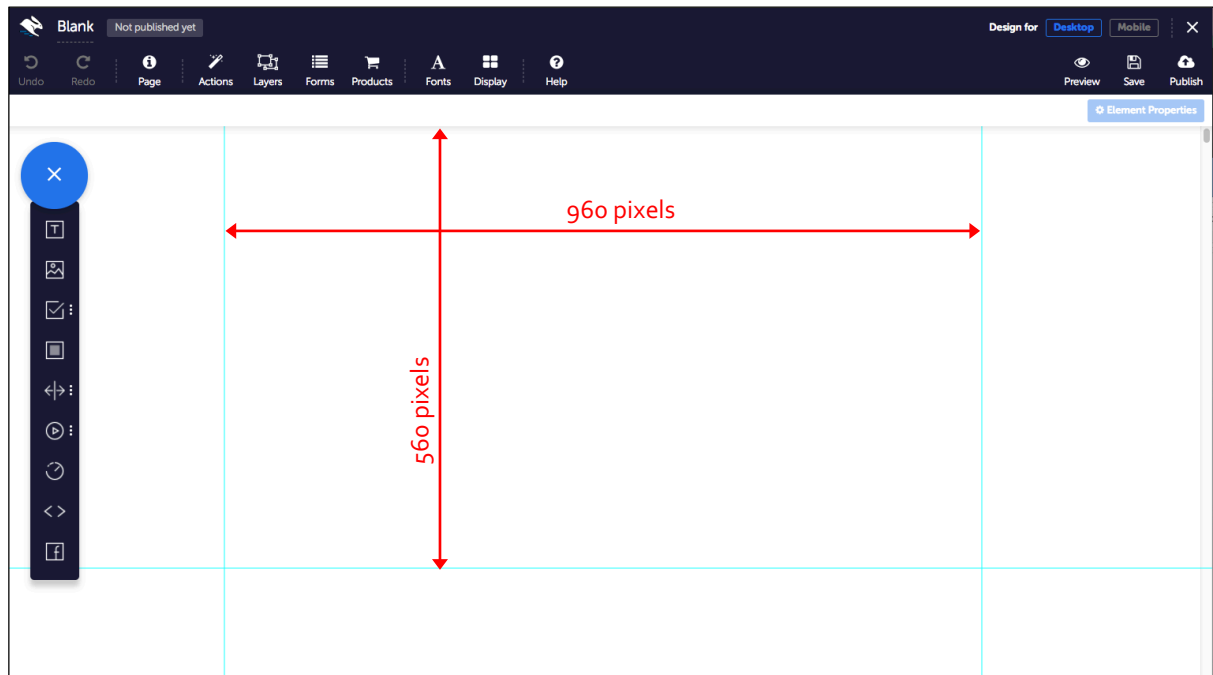 Blank Not published yet Design for Desktop Mobile
Undo Redo Page Actions Layers Forms Products Fonts Display Help Preview Save Publish
Element Properties
960 pixels
560 pixels